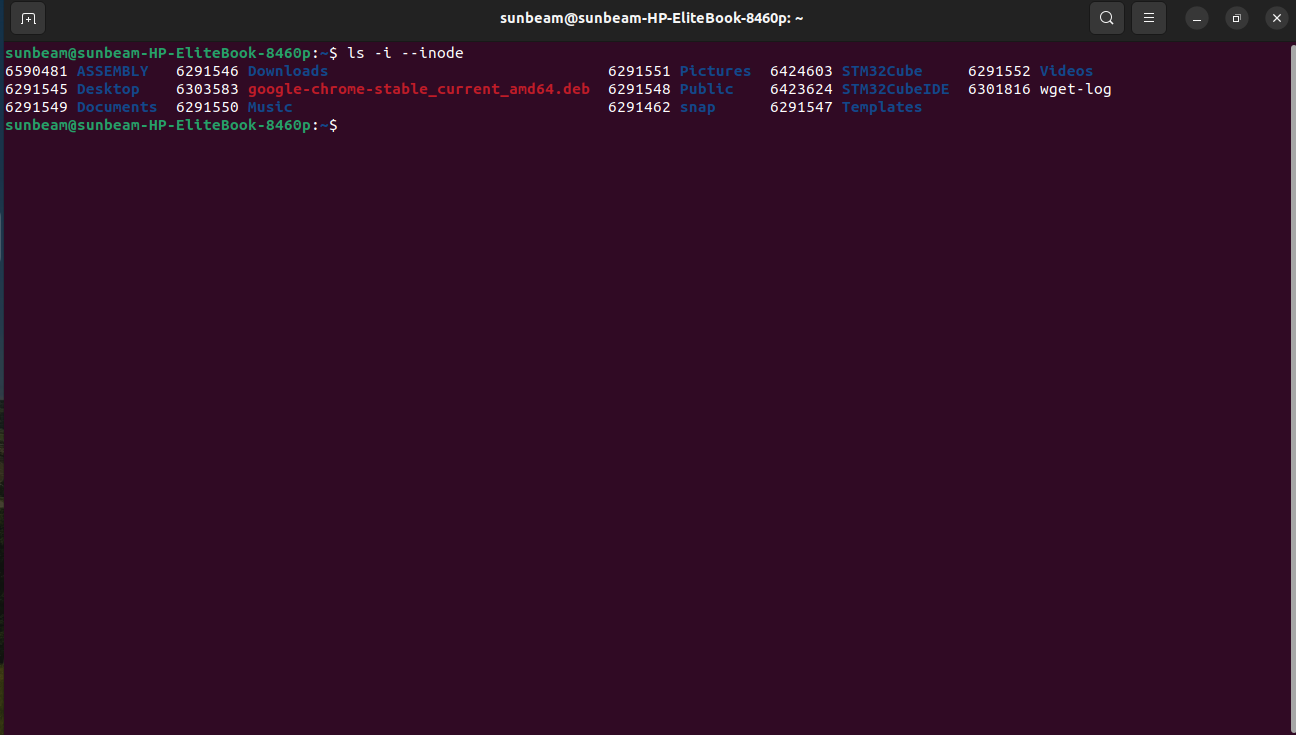 sunbeam@sunbeam-HP-EliteBook-8460p: ~
sunbeam@sunbeam-HP-EliteBook-8460p:~$ ls -i --inode
6590481 ASSEMBLY   6291546 Downloads                               6291551 Pictures  6424603 STM32Cube     6291552 Videos
6291545 Desktop    6303583 google-chrome-stable_current_amd64.deb  6291548 Public    6423624 STM32CubeIDE  6301816 wget-log
6291549 Documents  6291550 Music                                   6291462 snap      6291547 Templates
sunbeam@sunbeam-HP-EliteBook-8460p:~$